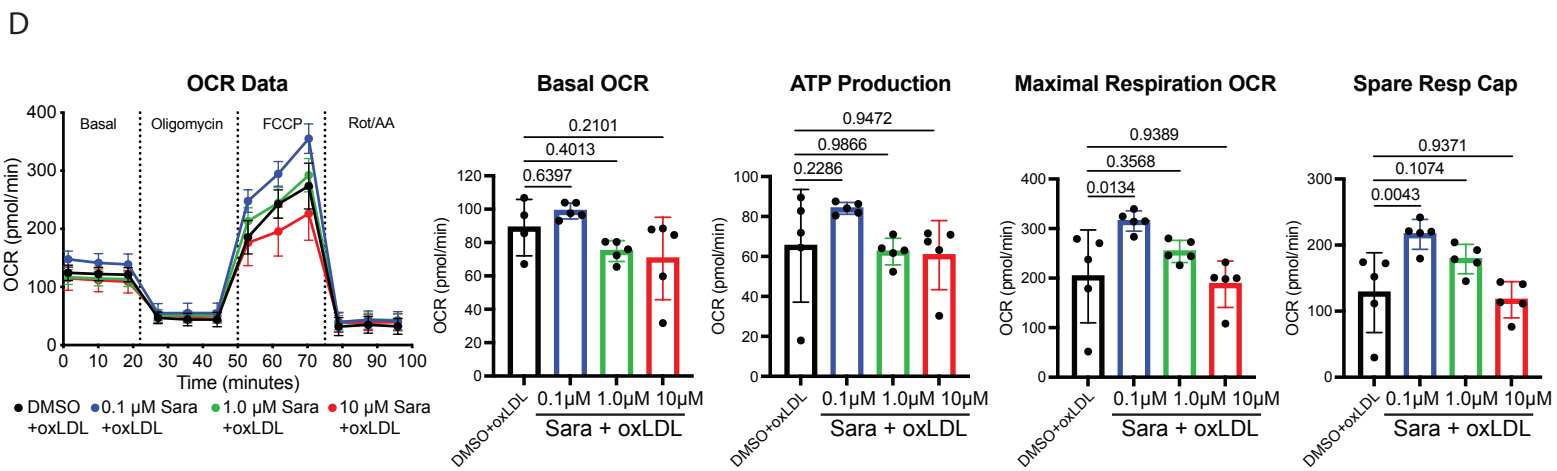 D
OCR Data
OCR (pmol/min)
400
300
200
100
0
Basal
Oligomycin
FCCP
Rot/AA
0 10 20 30 40 50 60 70 80 90 100
Time (minutes)
DMSO +oxLDL
0.1 µM Sara +oxLDL
1.0 µM Sara +oxLDL
10 µM Sara +oxLDL
Basal OCR
0.2101
0.4013
0.6397
OCR (pmol/min)
120
100
80
60
40
20
0
DMSO+oxLDL
0.1µM 1.0µM 10µM
Sara + oxLDL
ATP Production
0.9472
0.9866
0.2286
OCR (pmol/min)
100
80
60
40
20
0
DMSO+oxLDL
0.1µM 1.0µM 10µM
Sara + oxLDL
Maximal Respiration OCR
0.9389
0.3568
0.0134
OCR (pmol/min)
400
300
200
100
0
DMSO+oxLDL
0.1µM 1.0µM 10µM
Sara + oxLDL
Spare Resp Cap
0.9371
0.1074
0.0043
OCR (pmol/min)
300
200
100
0
DMSO+oxLDL
0.1µM 1.0µM 10µM
Sara + oxLDL